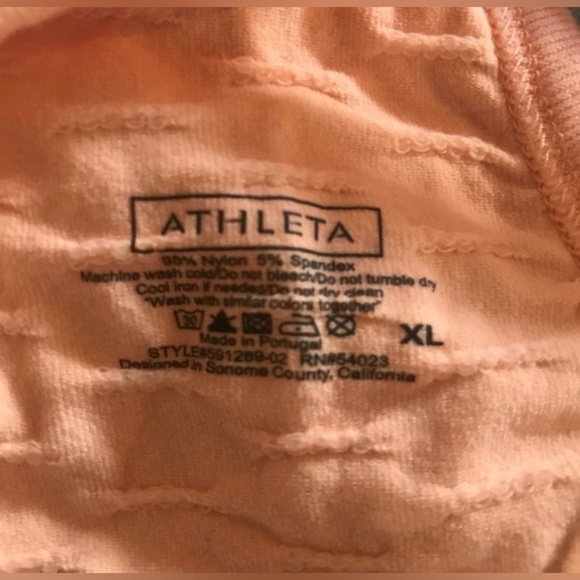 ATHLETA
95% Nylon 5% Spandex
Machine wash cold/Do not bleach/Do not tumble dry
Cool iron if needed/Do not dry clean
"Wash with similar colors together"
30
XL
Made in Portugal
STYLE#591289-02 RN#54023
Designed in Sonoma County, California